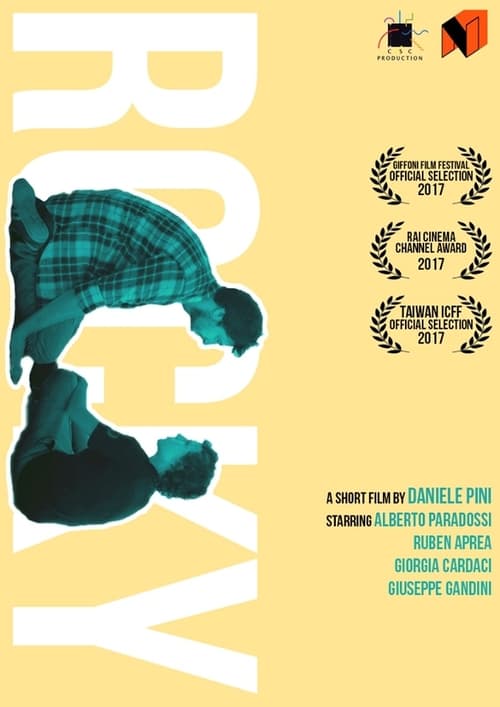 CSC
PRODUCTION
ROCKY
GIFFONI FILM FESTIVAL
OFFICIAL SELECTION
2017
RAI CINEMA
CHANNEL AWARD
2017
TAIWAN ICFF
OFFICIAL SELECTION
2017
A SHORT FILM BY DANIELE PINI
STARRING ALBERTO PARADOSSI
RUBEN APREA
GIORGIA CARDACI
GIUSEPPE GANDINI